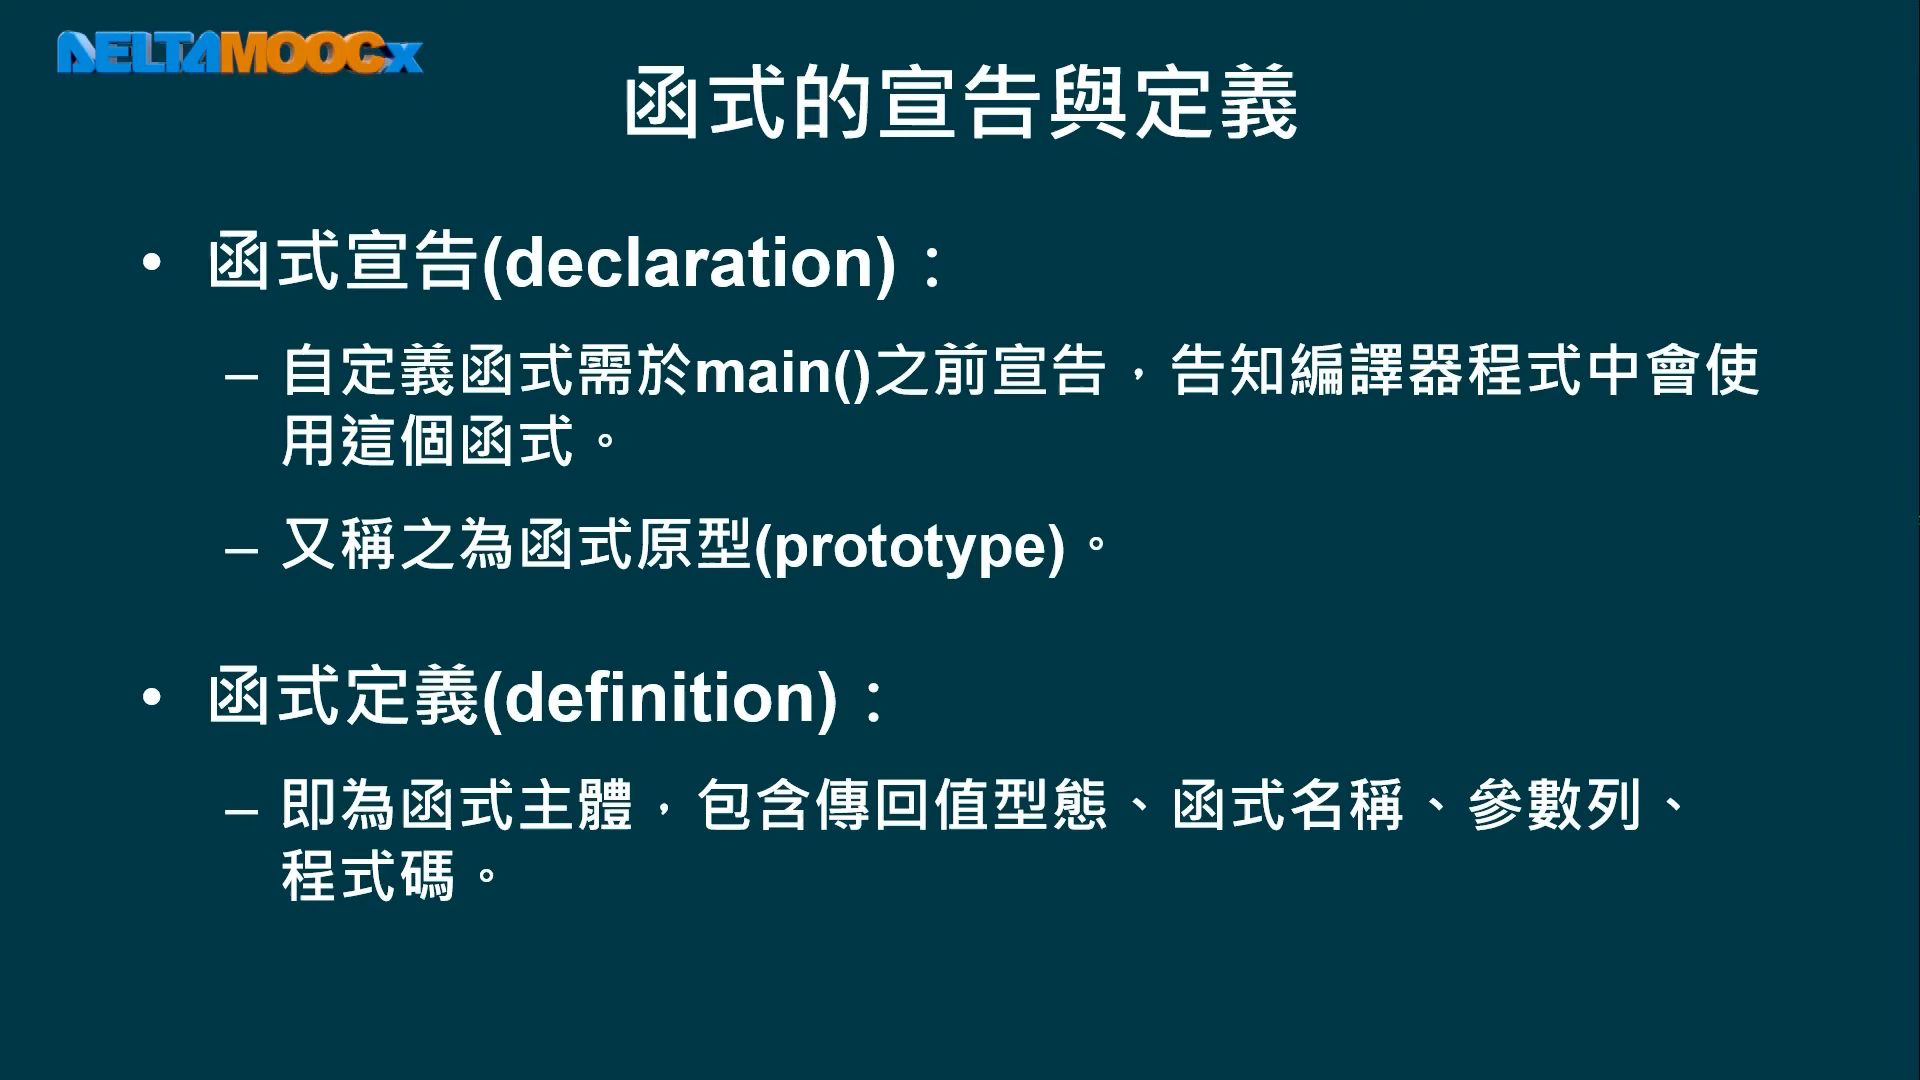 DELTAMOOCx
函式的宣告與定義
• 函式宣告(declaration)：
– 自定義函式需於main()之前宣告，告知編譯器程式中會使
用這個函式。
– 又稱之為函式原型(prototype)。
• 函式定義(definition)：
– 即為函式主體，包含傳回值型態、函式名稱、參數列、
程式碼。